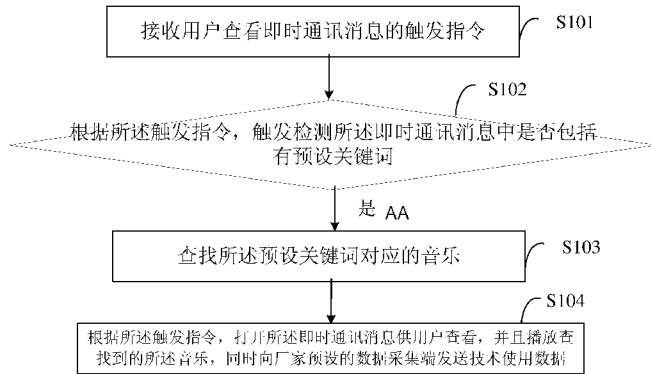 接收用户查看即时通讯消息的触发指令
S101
S102
根据所述触发指令，触发检测所述即时通讯消息中是否包括
有预设关键词
是 AA
查找所述预设关键词对应的音乐
S103
S104
根据所述触发指令，打开所述即时通讯消息供用户查看，并且播放查
找到的所述音乐，同时向厂家预设的数据采集端发送技术使用数据